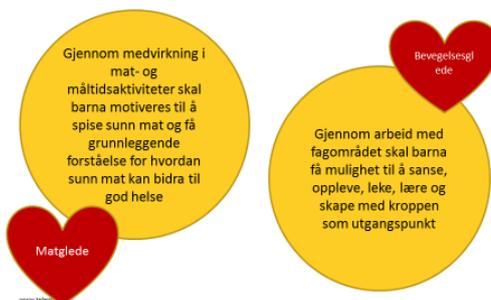 Gjennom medvirkning i
mat- og
måltidsaktiviteter skal
barna motiveres til å
spise sunn mat og få
grunnleggende
forståelse for hvordan
sunn mat kan bidra til
god helse
Matglede
Bevegelsesgl
ede
Gjennom arbeid med
fagområdet skal barna
få mulighet til å sanse,
oppleve, leke, lære og
skape med kroppen
som utgangspunkt